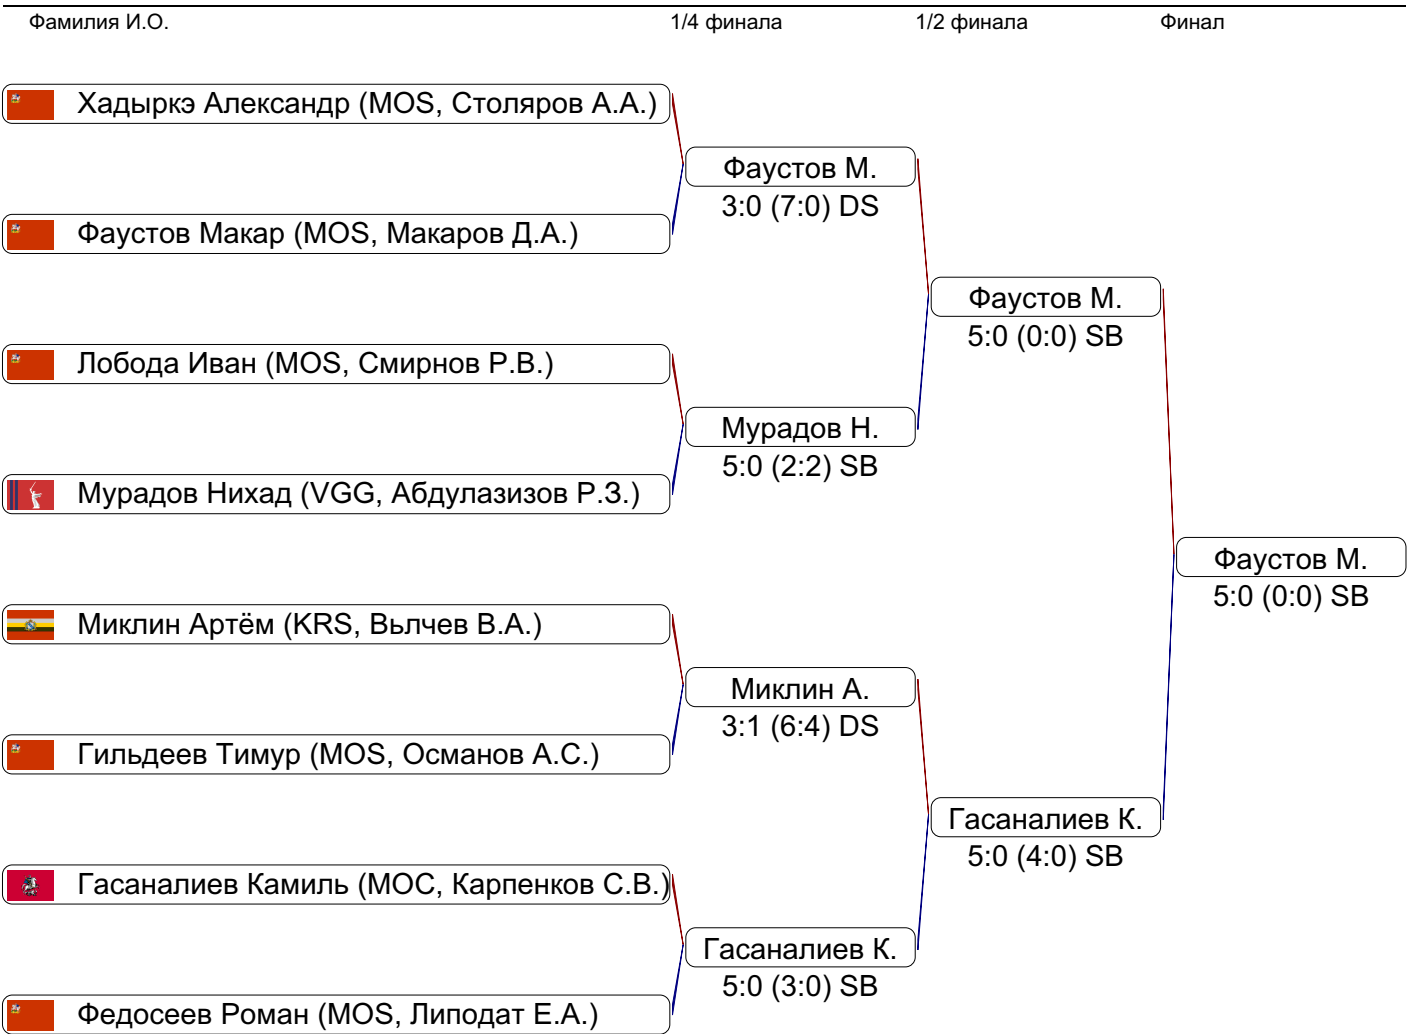 Фамилия И.О. 1/4 финала 1/2 финала Финал
Хадыркэ Александр (MOS, Столяров А.А.)
Фаустов М.
3:0 (7:0) DS
Фаустов Макар (MOS, Макаров Д.А.)
Фаустов М.
5:0 (0:0) SB
Лобода Иван (MOS, Смирнов Р.В.)
Мурадов Н.
5:0 (2:2) SB
Мурадов Нихад (VGG, Абдулазизов Р.З.)
Фаустов М.
5:0 (0:0) SB
Миклин Артём (KRS, Вьлчев В.А.)
Миклин А.
3:1 (6:4) DS
Гильдеев Тимур (MOS, Османов А.С.)
Гасаналиев К.
5:0 (4:0) SB
Гасаналиев Камиль (МОС, Карпенков С.В.)
Гасаналиев К.
5:0 (3:0) SB
Федосеев Роман (MOS, Липодат Е.А.)